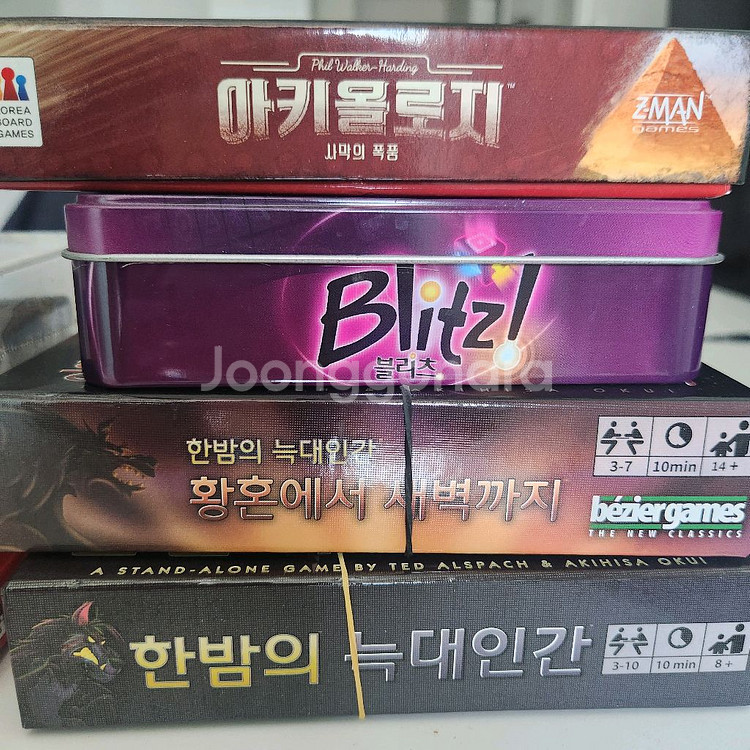 Phil Walker-Harding
아키올로지™
사막의 폭풍
KOREA
BOARD
GAMES
Z-MAN
games
Blitz!
블리츠
Joonggonara
한밤의 늑대인간
황혼에서 새벽까지
3-7 10min 14+
béziergames
THE NEW CLASSICS
A STAND-ALONE GAME BY TED ALSPACH & AKIHISA OKUI
한밤의 늑대인간
3-10 10 min 8+